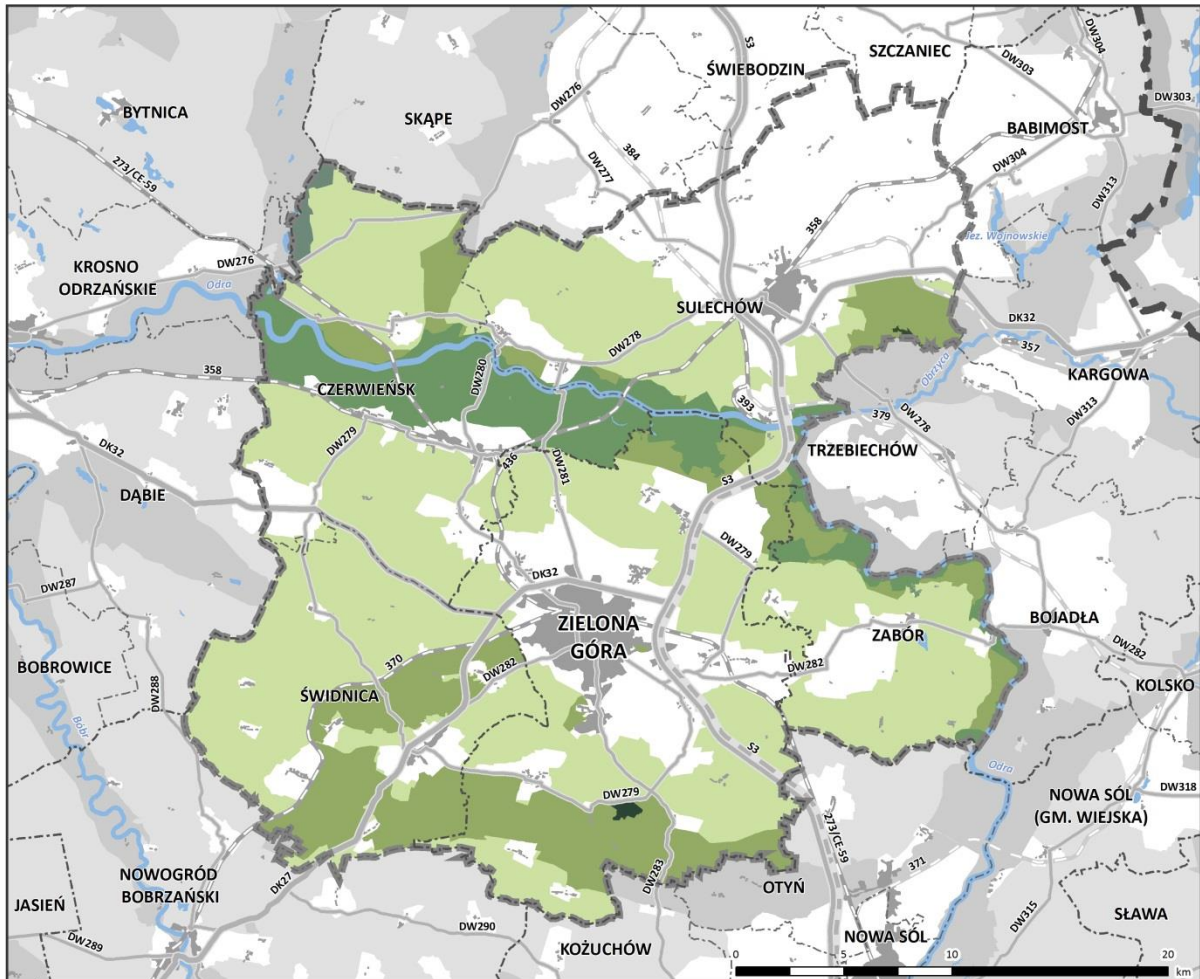 S3
SZCZANIEC
DW304
ŚWIEBODZIN
DW303
DW276
DW303
BYTNICA
SKĄPE
BABIMOST
384
DW304
DW277
273/CE-59
DW313
358
Jez. Wojnowskie
KROSNO
ODRZAŃSKIE
DW276
Odra
SULECHÓW
DK32
DW278
357
Obrzyca
KARGOWA
358
DW280
CZERWIEŃSK
393
379
DW278
DW313
DW279
TRZEBIECHÓW
DK32
436
DW281
S3
DĄBIE
DW279
DW287
DK32
ZIELONA
GÓRA
BOJADŁA
ZABÓR
DW282
BOBROWICE
370
DW282
DW282
KOLSKO
DW288
ŚWIDNICA
Bóbr
S3
Odra
DW279
DW318
NOWA SÓL
(GM. WIEJSKA)
273/CE-59
371
DW283
NOWOGRÓD
BOBRZAŃSKI
DK27
OTYŃ
JASIEŃ
DW315
SŁAWA
DW290
DW289
KOŻUCHÓW
NOWA SÓL
0 5 10 20
km